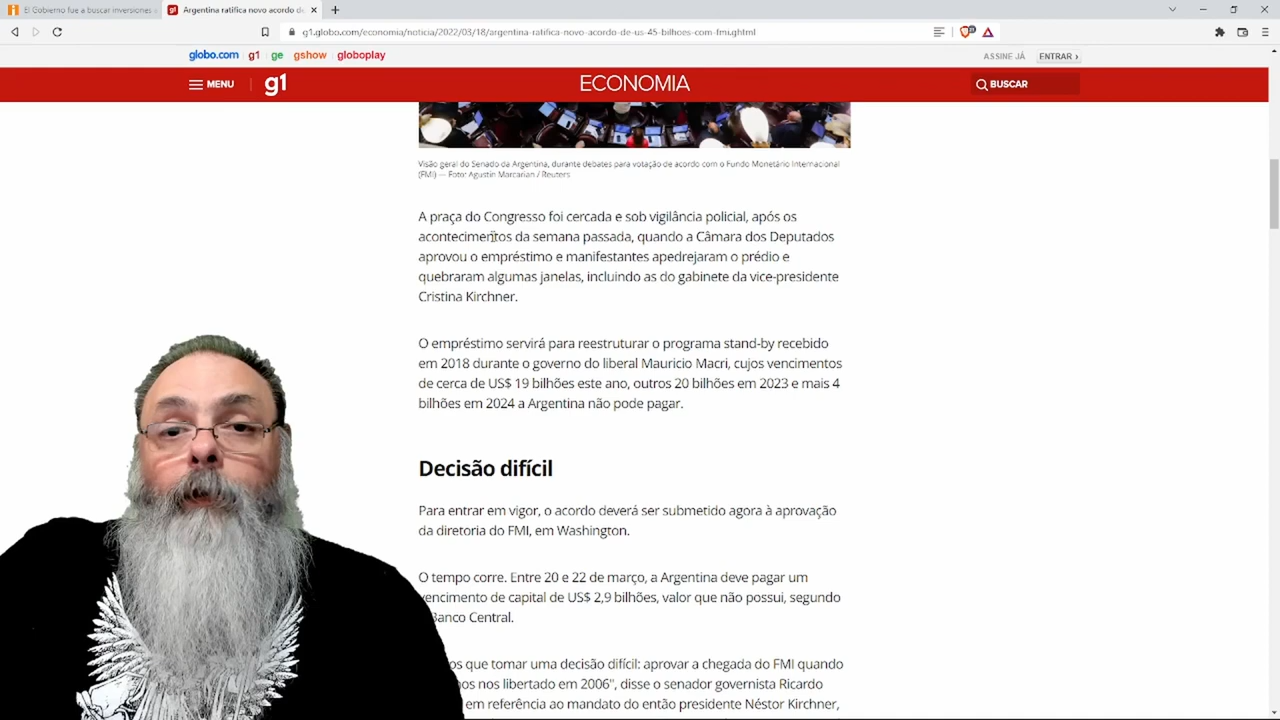 El Gobierno fue a buscar inversiones
g1 Argentina ratifica novo acordo de
g1.globo.com/economia/noticia/2022/03/18/argentina-ratifica-novo-acordo-de-us-45-bilhoes-com-fmi.ghtml
globo.com g1 ge gshow globoplay ASSINE JÁ ENTRAR ›
MENU g1 ECONOMIA BUSCAR
Visão geral do Senado da Argentina, durante debates para votação de acordo com o Fundo Monetário Internacional
(FMI) — Foto: Agustin Marcarian / Reuters
A praça do Congresso foi cercada e sob vigilância policial, após os
acontecimentos da semana passada, quando a Câmara dos Deputados
aprovou o empréstimo e manifestantes apedrejaram o prédio e
quebraram algumas janelas, incluindo as do gabinete da vice-presidente
Cristina Kirchner.
O empréstimo servirá para reestruturar o programa stand-by recebido
em 2018 durante o governo do liberal Mauricio Macri, cujos vencimentos
de cerca de US$ 19 bilhões este ano, outros 20 bilhões em 2023 e mais 4
bilhões em 2024 a Argentina não pode pagar.
Decisão difícil
Para entrar em vigor, o acordo deverá ser submetido agora à aprovação
da diretoria do FMI, em Washington.
O tempo corre. Entre 20 e 22 de março, a Argentina deve pagar um
vencimento de capital de US$ 2,9 bilhões, valor que não possui, segundo
Banco Central.
que tomar uma decisão difícil: aprovar a chegada do FMI quando
nos libertado em 2006", disse o senador governista Ricardo
em referência ao mandato do então presidente Néstor Kirchner,